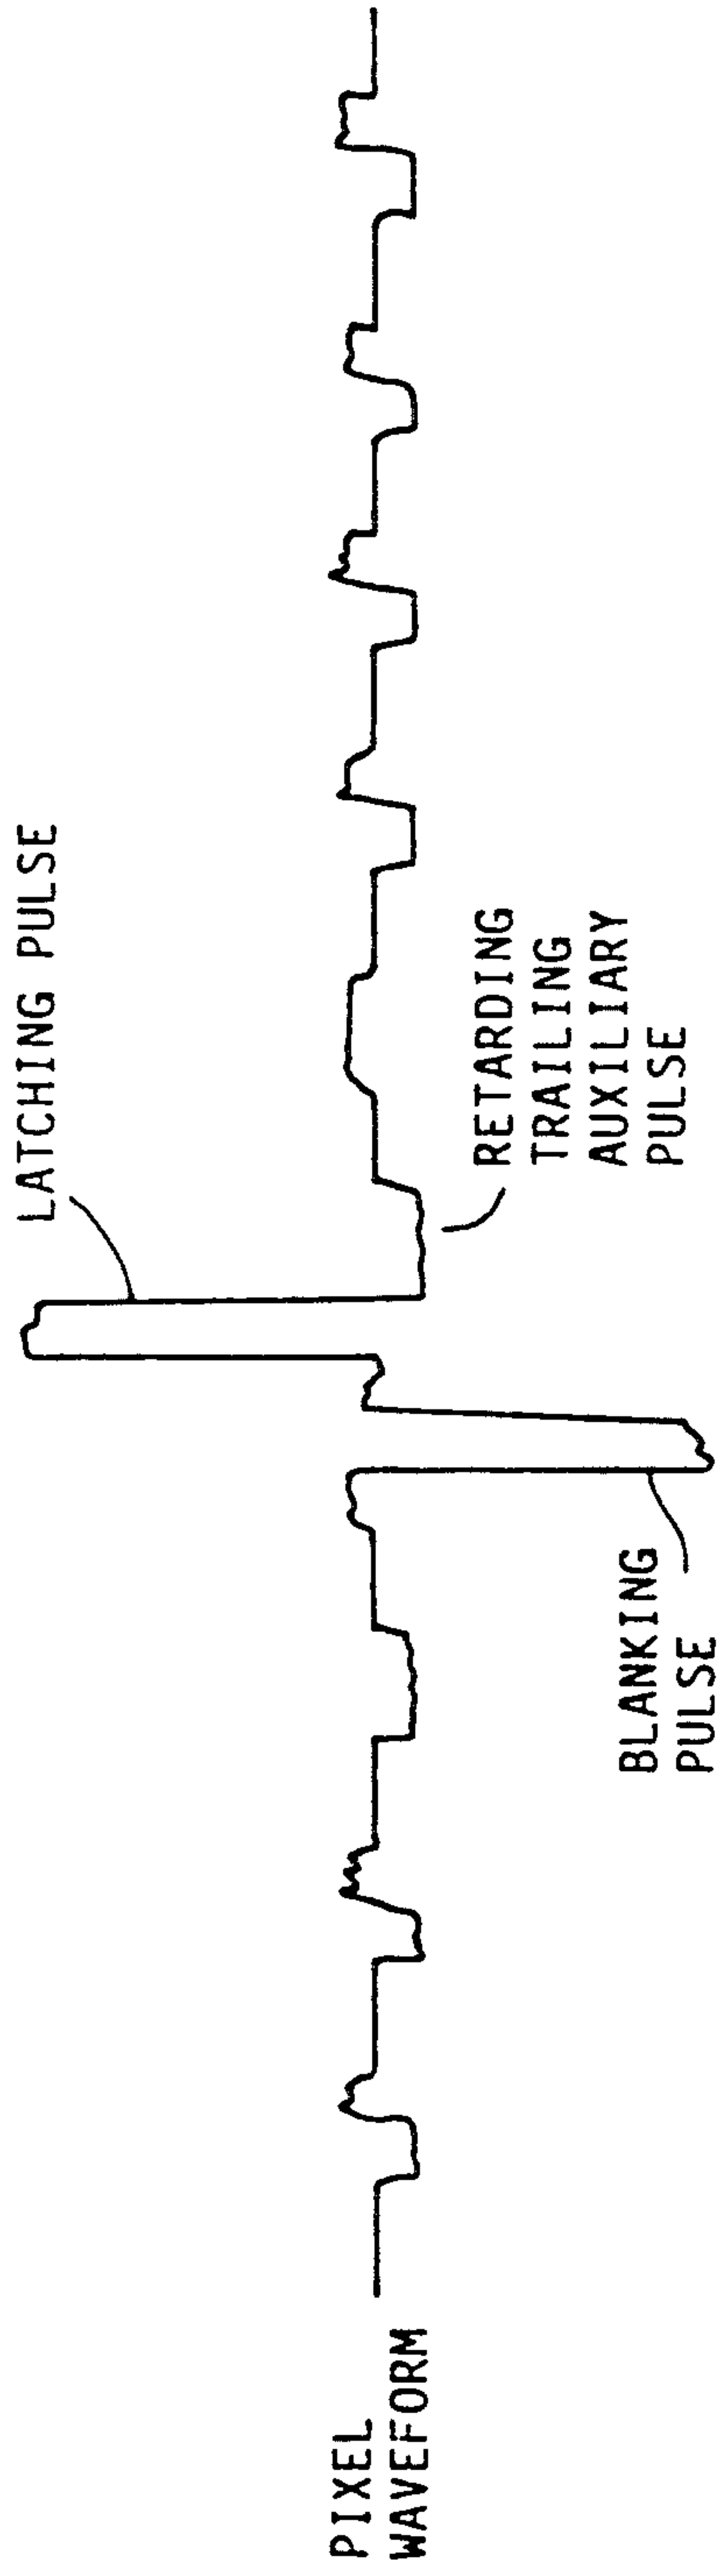 PIXEL
WAVEFORM
LATCHING PULSE
BLANKING
PULSE
RETARDING
TRAILING
AUXILIARY
PULSE